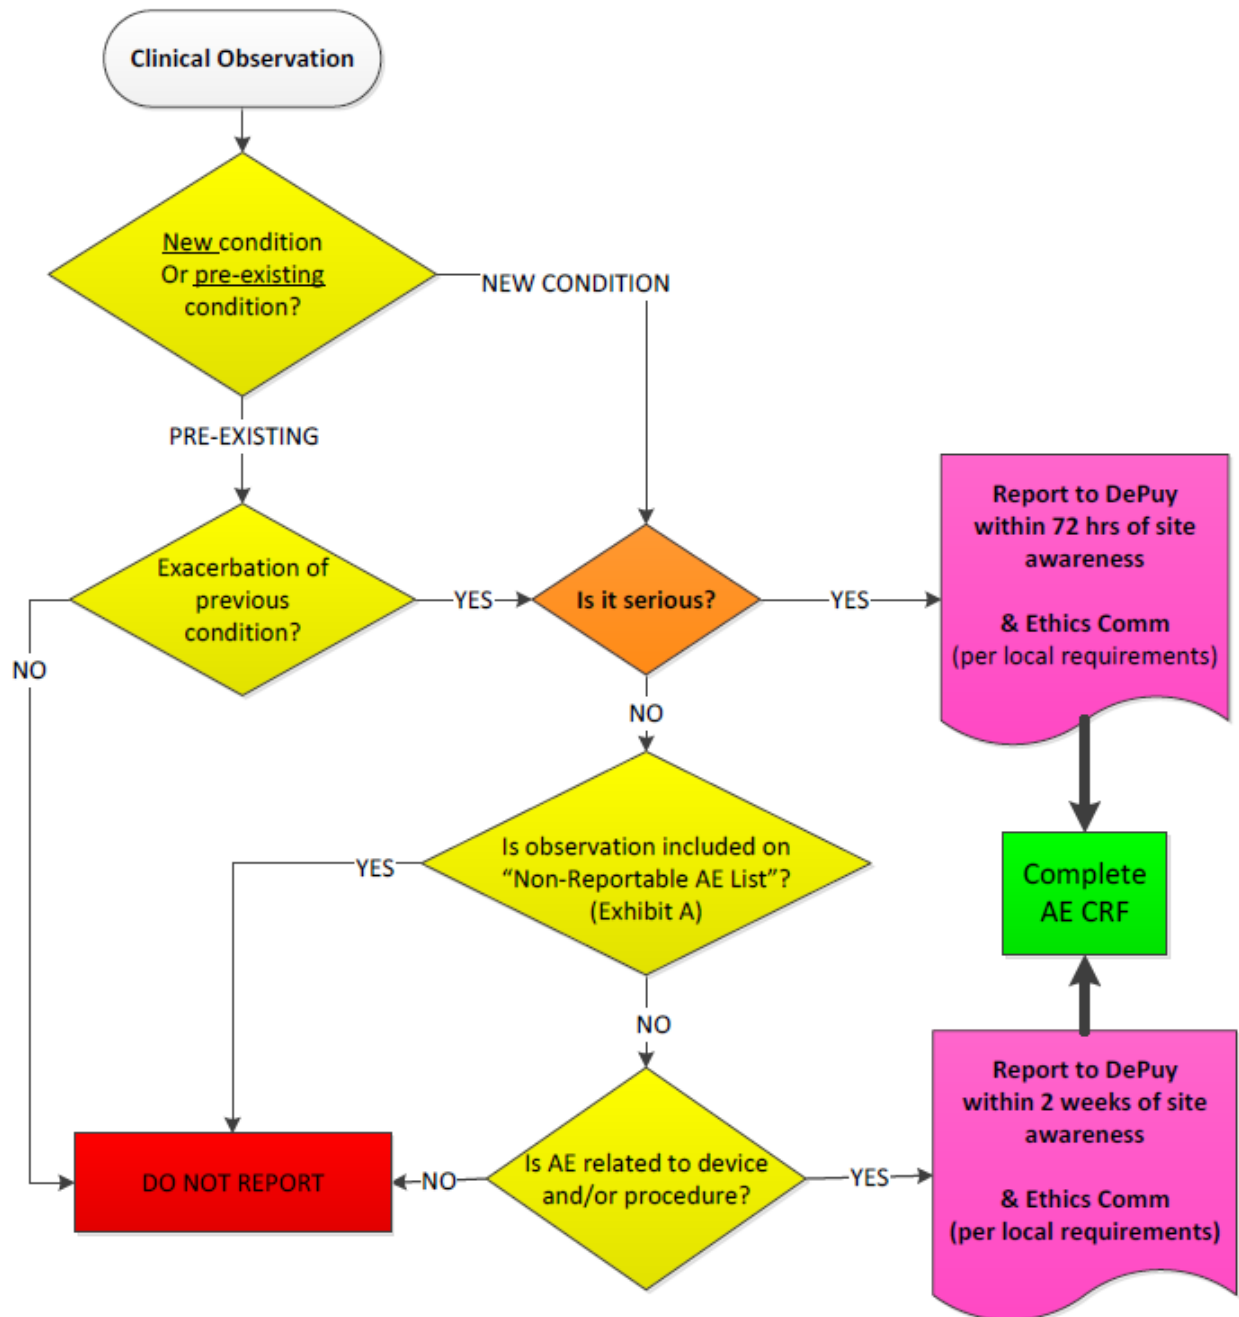 Clinical Observation
New condition
Or pre-existing
condition?
NEW CONDITION
PRE-EXISTING
Exacerbation of
previous
condition?
YES
Is it serious?
YES
Report to DePuy
within 72 hrs of site
awareness
& Ethics Comm
(per local requirements)
NO
NO
Is observation included on
“Non-Reportable AE List”?
(Exhibit A)
YES
Complete
AE CRF
NO
Report to DePuy
within 2 weeks of site
awareness
& Ethics Comm
(per local requirements)
Is AE related to device
and/or procedure?
YES
NO
DO NOT REPORT